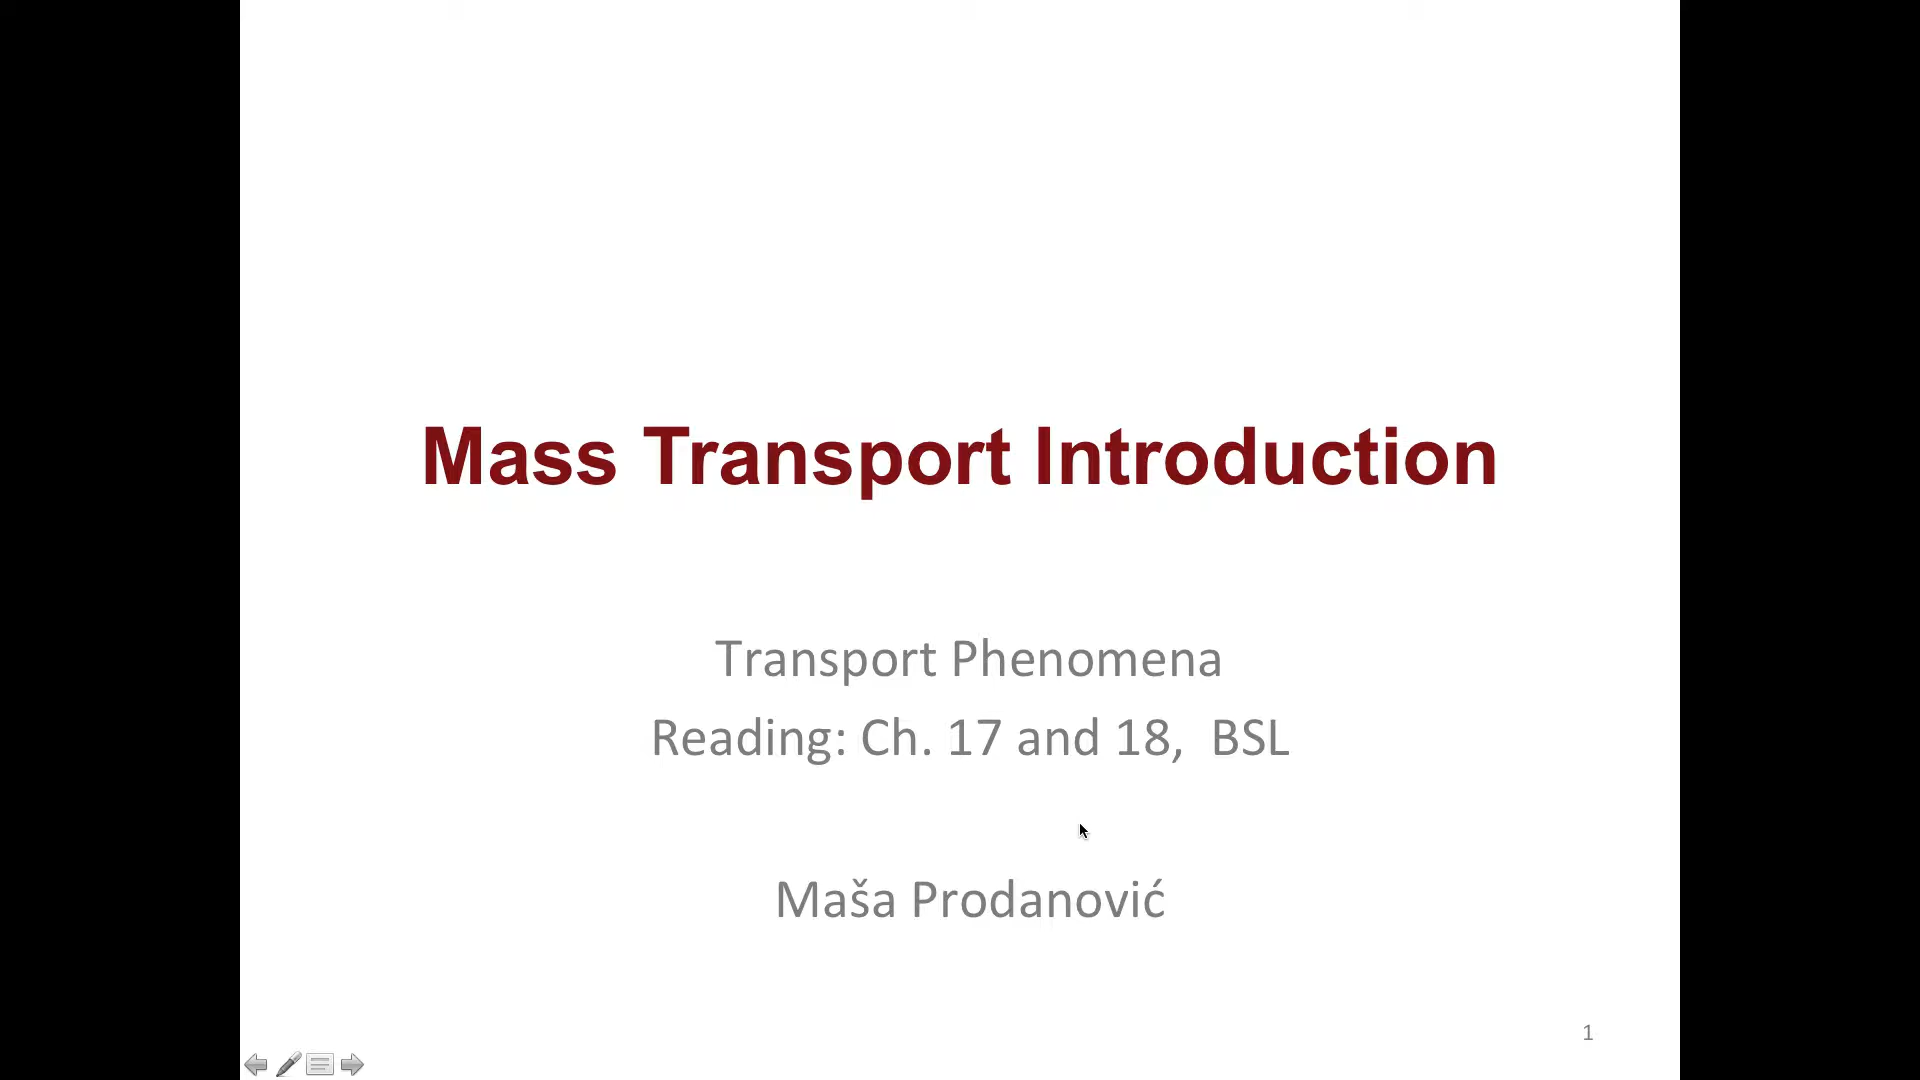 Mass Transport Introduction
Transport Phenomena
Reading: Ch. 17 and 18,  BSL
Maša Prodanović
1